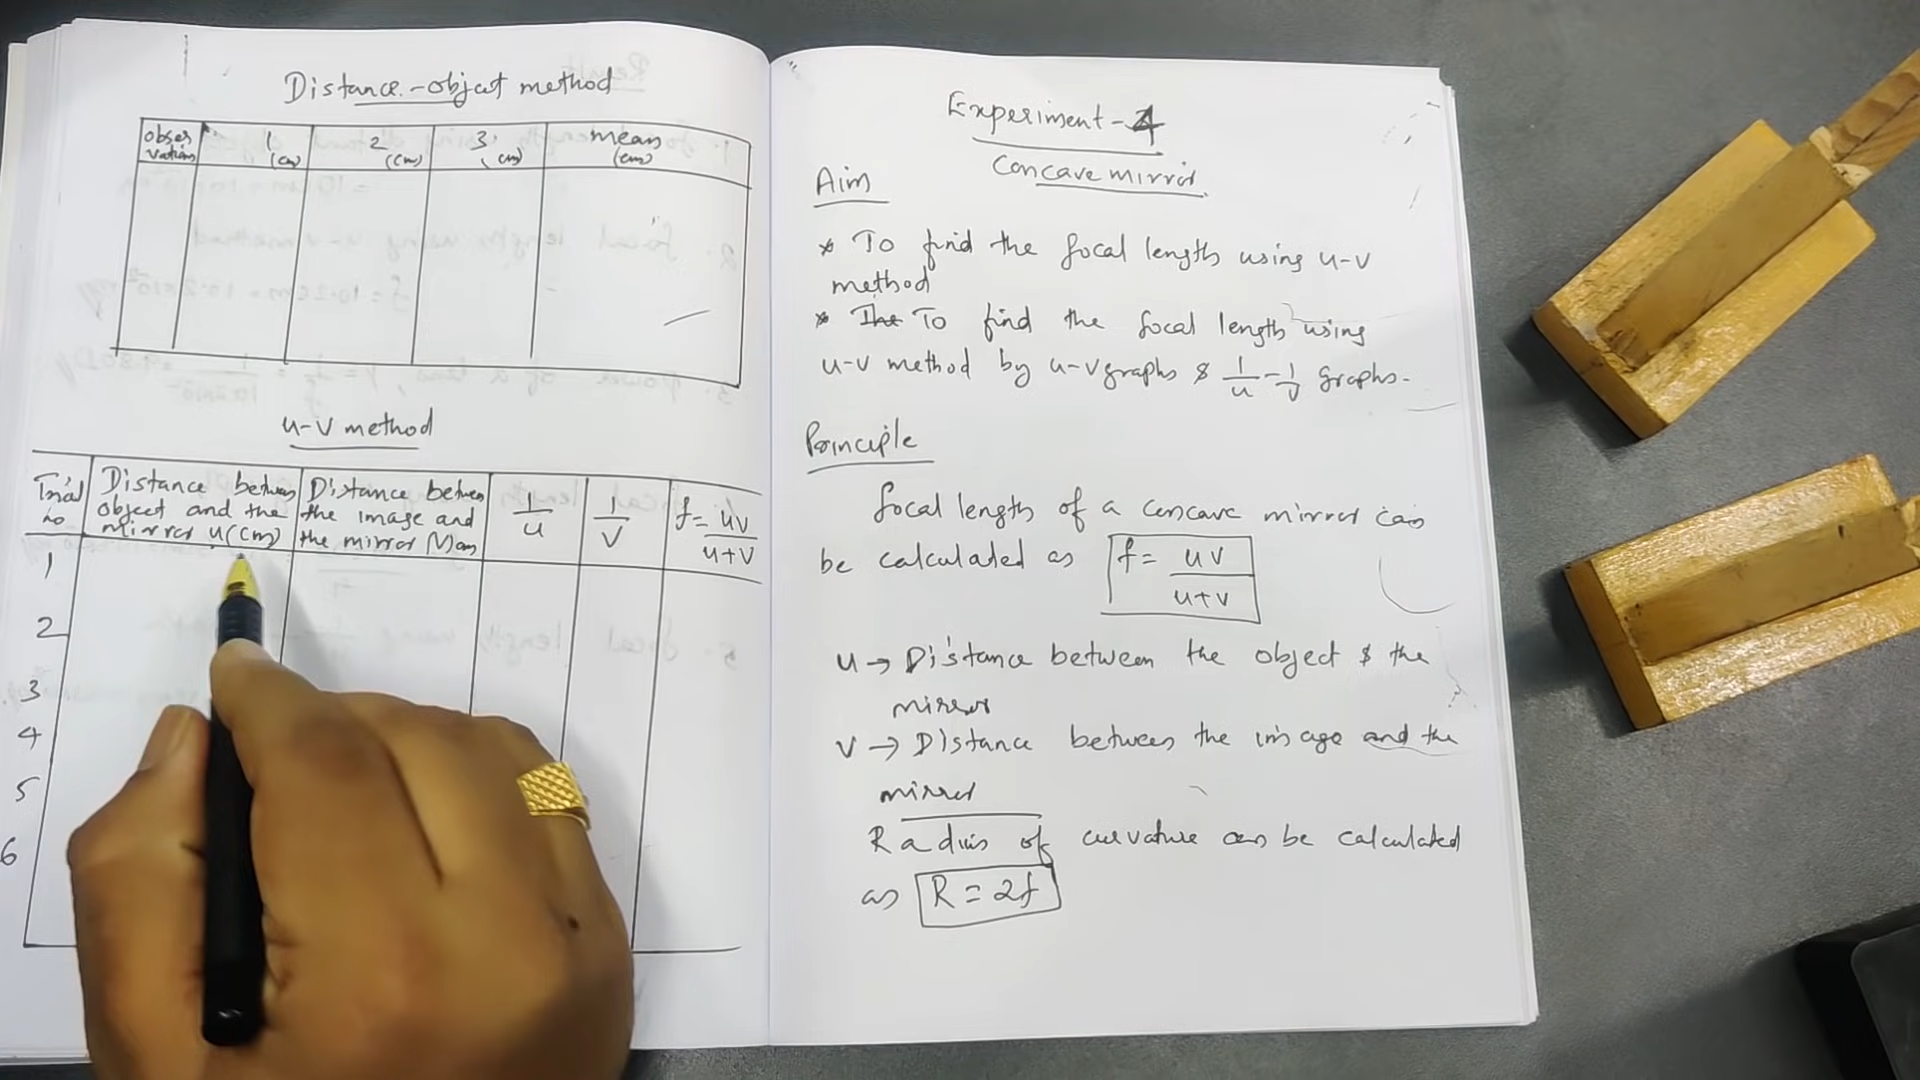 Distance-object method
obser
vations
1
(cm)
2
(cm)
3
(cm)
mean
(cm)
u-v method
Trial
no
Distance between
object and the
mirror u(cm)
Distance between
the image and
the mirror
1/u
1/v
f= uv/u+v
1
2
3
4
5
6
Experiment-4
Concave mirror.
Aim
* To find the focal length using u-v
method
* To find the focal length using
u-v method by u-v graphs & 1/u-1/v graphs.
Principle
focal length of a concave mirror can
be calculated as f= uv/u+v
u → Distance between the object & the
mirror
v → Distance between the image and the
mirror
Radius of curvature can be calculated
as R = 2f